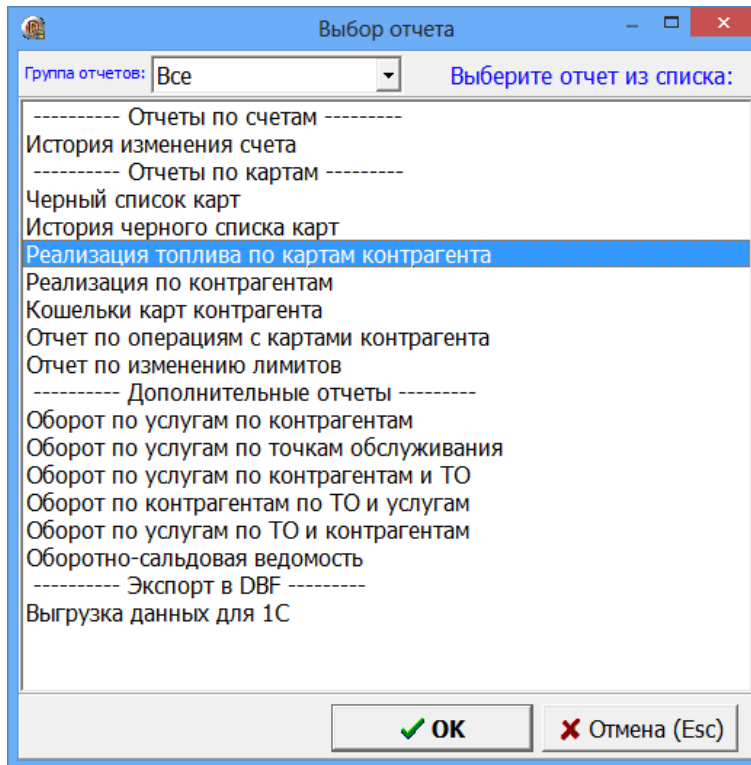 Выбор отчета
Группа отчетов: Все Выберите отчет из списка:
---------- Отчеты по счетам ---------
История изменения счета
---------- Отчеты по картам ---------
Черный список карт
История черного списка карт
Реализация топлива по картам контрагента
Реализация по контрагентам
Кошельки карт контрагента
Отчет по операциям с картами контрагента
Отчет по изменению лимитов
---------- Дополнительные отчеты ---------
Оборот по услугам по контрагентам
Оборот по услугам по точкам обслуживания
Оборот по услугам по контрагентам и ТО
Оборот по контрагентам по ТО и услугам
Оборот по услугам по ТО и контрагентам
Оборотно-сальдовая ведомость
---------- Экспорт в DBF ---------
Выгрузка данных для 1С
OK Отмена (Esc)